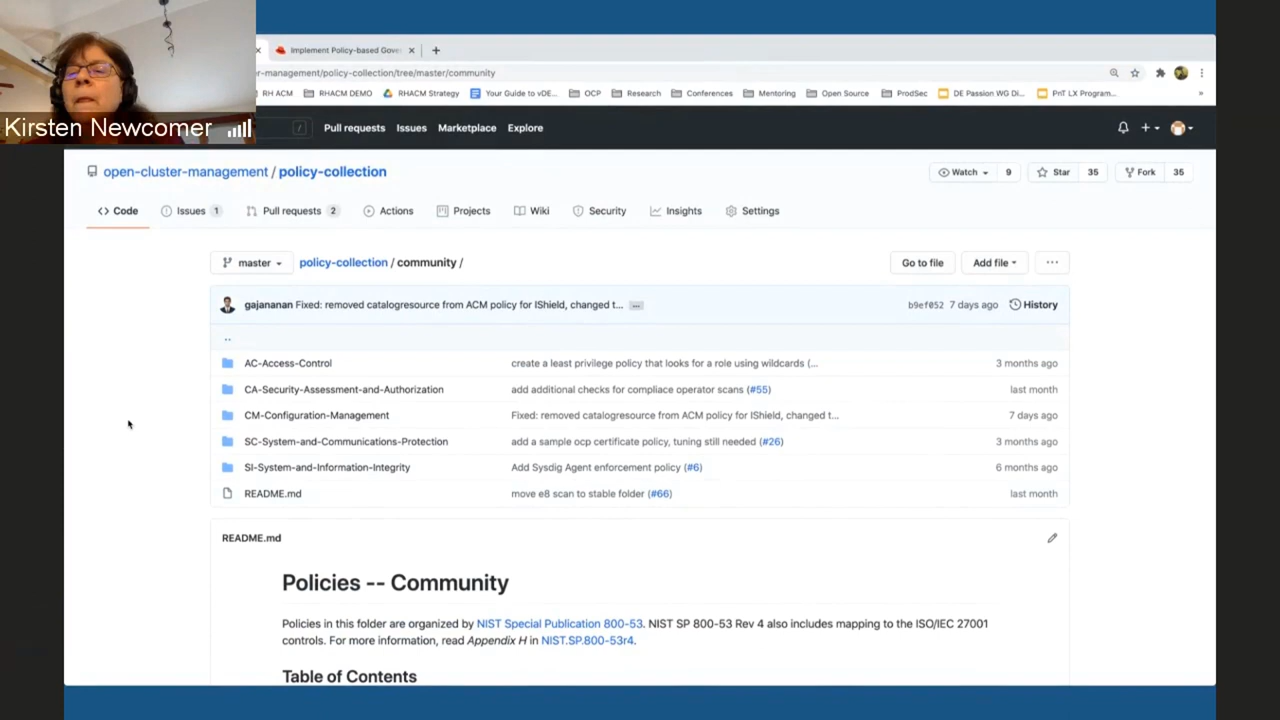 Kirsten Newcomer
Implement Policy-based Gove
r-management/policy-collection/tree/master/community
RH ACM RHACM DEMO RHACM Strategy Your Guide to vDE... OCP Research Conferences Mentoring Open Source ProdSec DE Passion WG Di... PnT LX Program... »
/ Pull requests Issues Marketplace Explore
open-cluster-management / policy-collection Watch 9 Star 35 Fork 35
Code Issues 1 Pull requests 2 Actions Projects Wiki Security Insights Settings
master policy-collection / community / Go to file Add file ...
gajananan Fixed: removed catalogresource from ACM policy for IShield, changed t... ... b9ef052 7 days ago History
..
AC-Access-Control create a least privilege policy that looks for a role using wildcards (... 3 months ago
CA-Security-Assessment-and-Authorization add additional checks for compliace operator scans (#55) last month
CM-Configuration-Management Fixed: removed catalogresource from ACM policy for IShield, changed t... 7 days ago
SC-System-and-Communications-Protection add a sample ocp certificate policy, tuning still needed (#26) 3 months ago
SI-System-and-Information-Integrity Add Sysdig Agent enforcement policy (#6) 6 months ago
README.md move e8 scan to stable folder (#66) last month
README.md
Policies -- Community
Policies in this folder are organized by NIST Special Publication 800-53. NIST SP 800-53 Rev 4 also includes mapping to the ISO/IEC 27001
controls. For more information, read Appendix H in NIST.SP.800-53r4.
Table of Contents